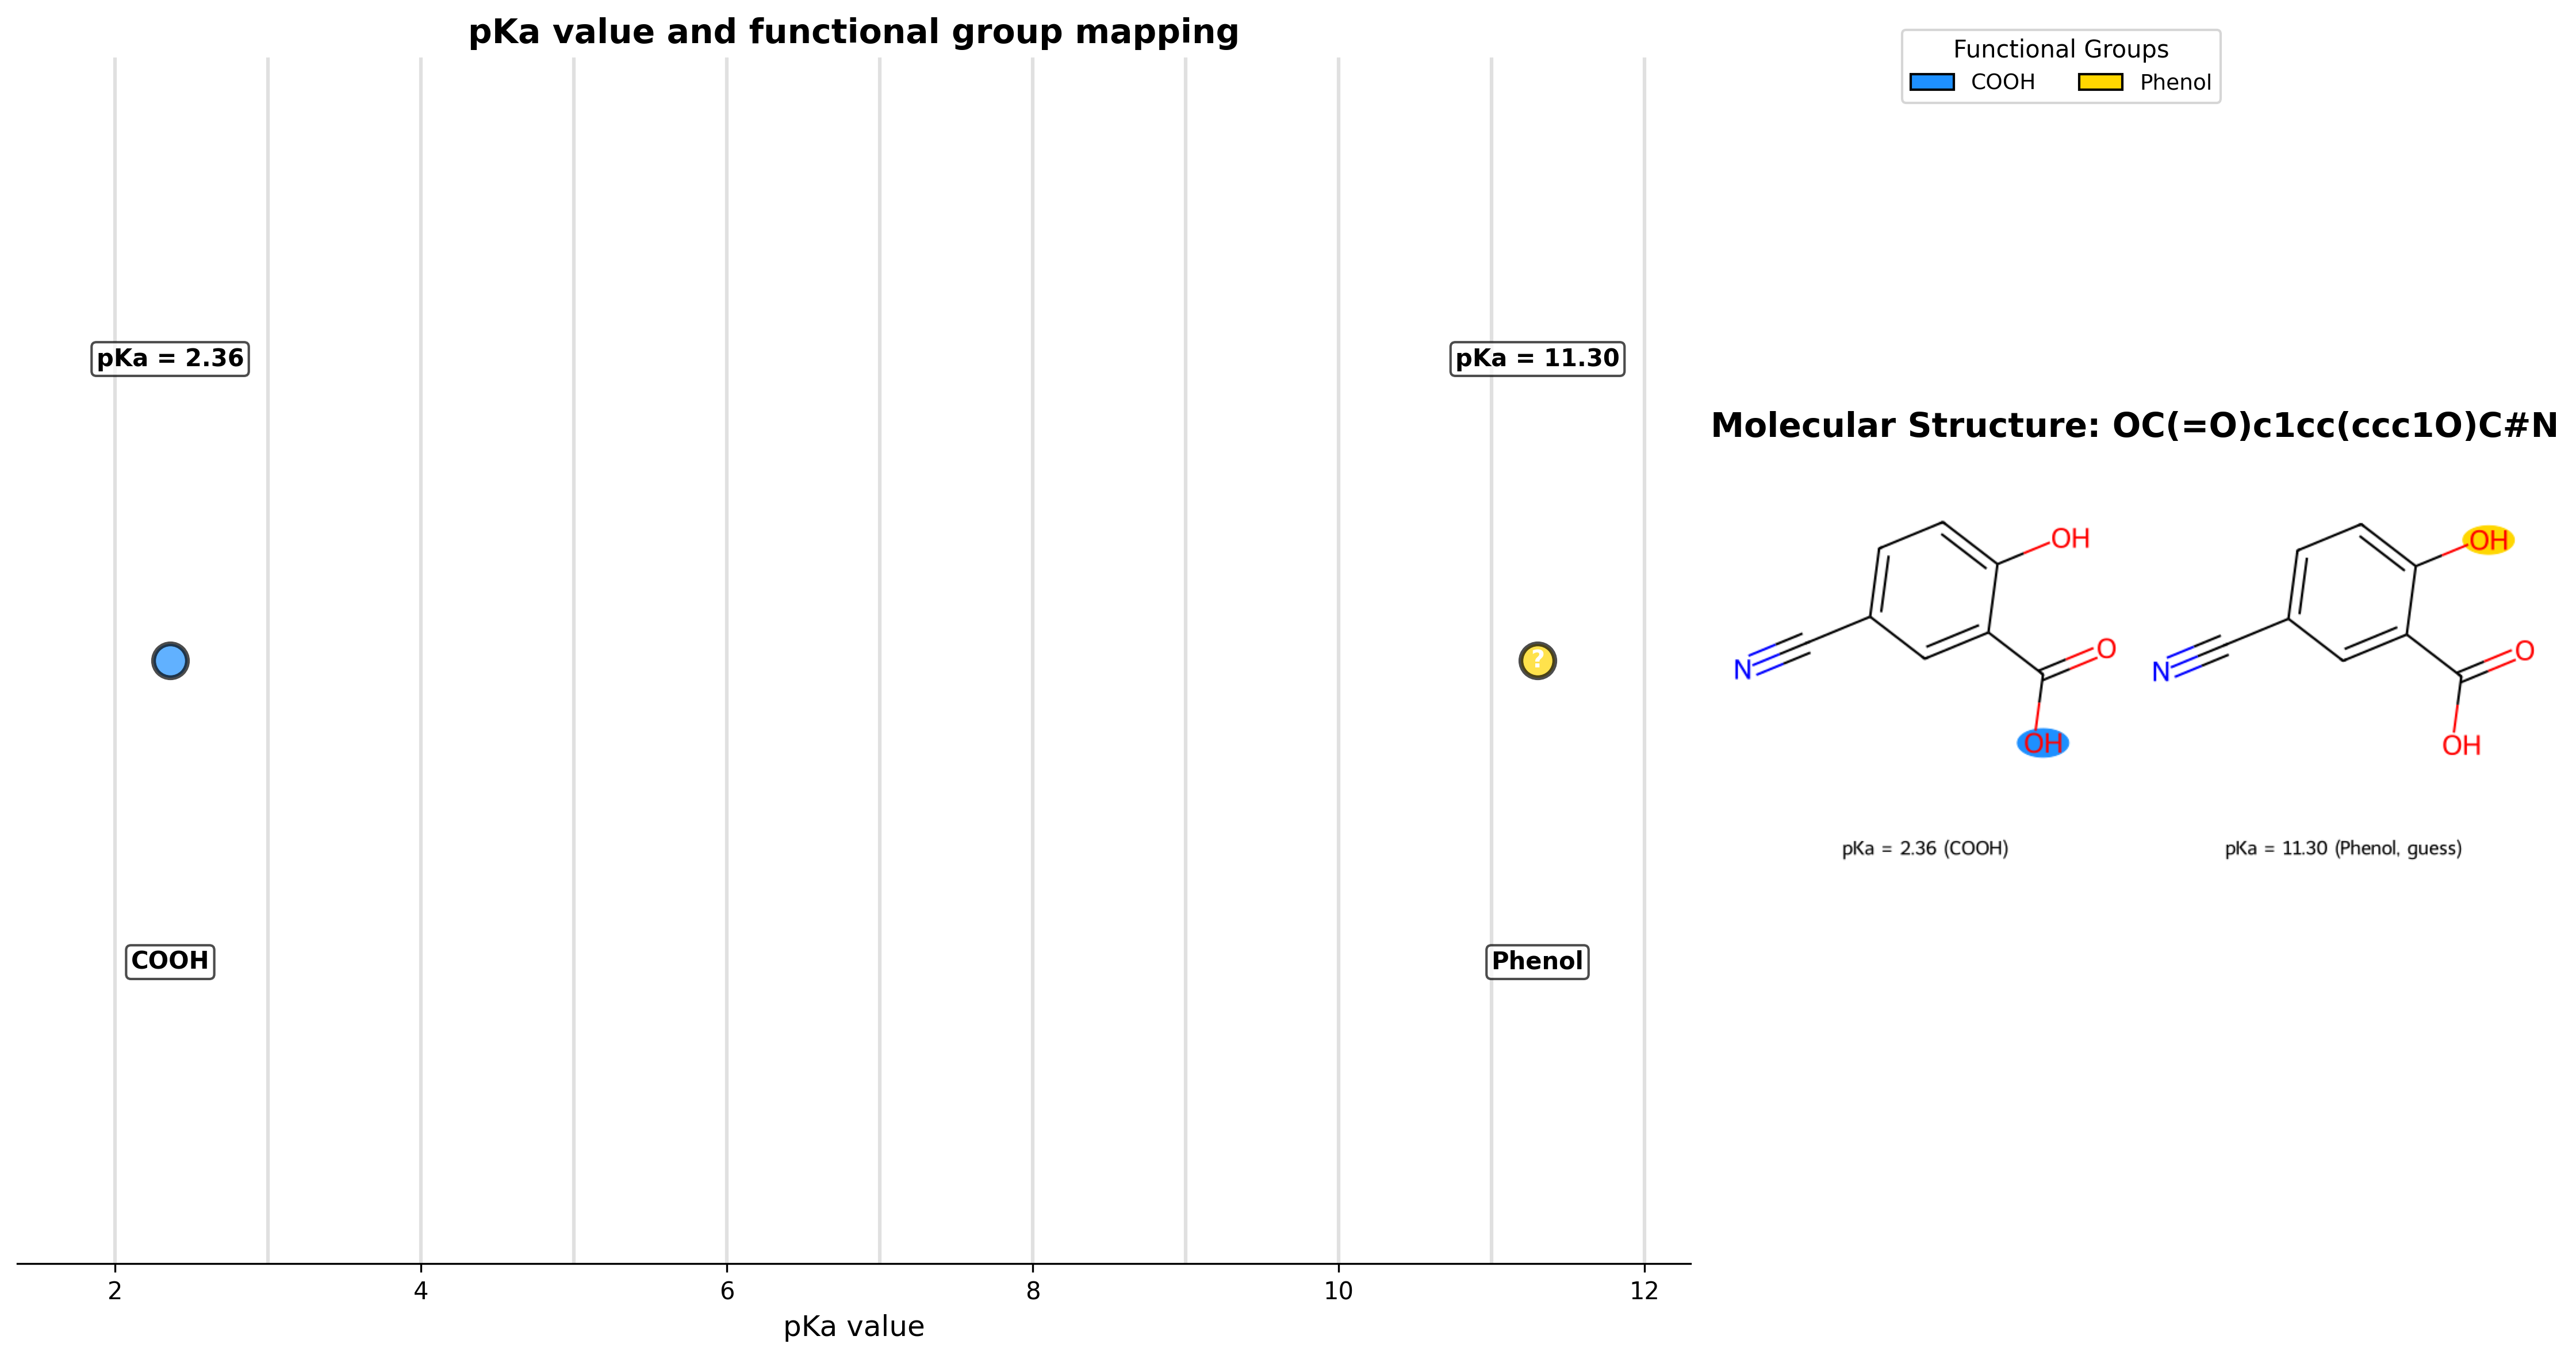 pKa value and functional group mapping
Functional Groups
COOH Phenol
pKa = 2.36 pKa = 11.30
Molecular Structure: OC(=O)c1cc(ccc1O)C#N
OH OH
?
O O
N N
OH OH
pKa = 2.36 (COOH) pKa = 11.30 (Phenol, guess)
COOH Phenol
2 4 6 8 10 12
pKa value